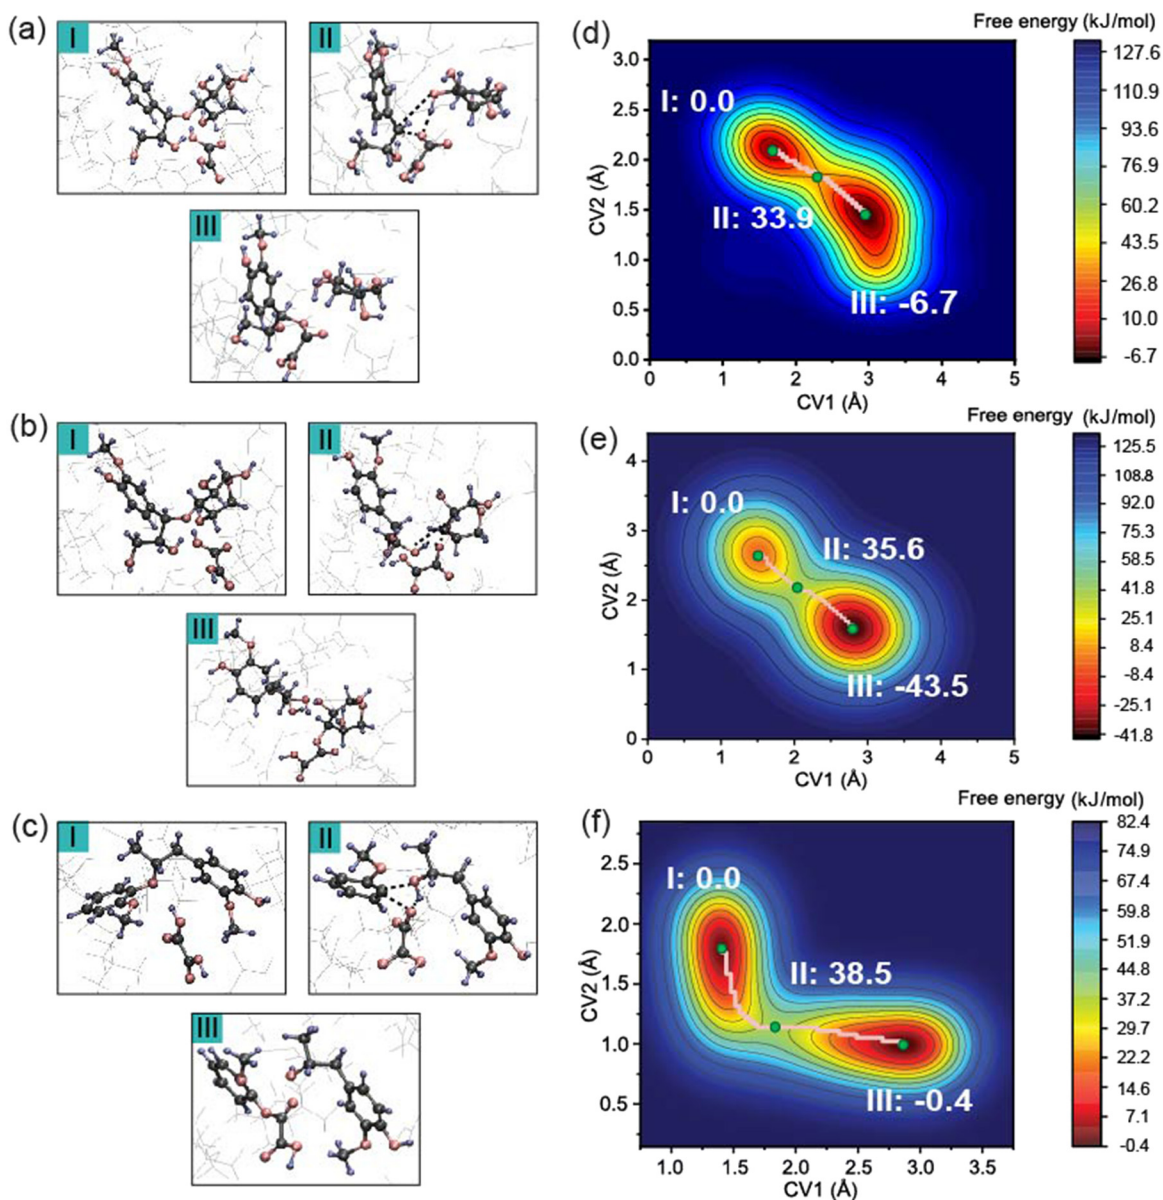 (a)
I
II
III
(d)
Free energy (kJ/mol)
CV2 (Å)
3.0
2.5
2.0
1.5
1.0
0.5
0.0
I: 0.0
II: 33.9
III: -6.7
0 1 2 3 4 5
CV1 (Å)
127.6
110.9
93.6
76.9
60.2
43.5
26.8
10.0
-6.7
(b)
I
II
III
(e)
Free energy (kJ/mol)
CV2 (Å)
4
3
2
1
0
I: 0.0
II: 35.6
III: -43.5
0 1 2 3 4 5
CV1 (Å)
125.5
108.8
92.0
75.3
58.5
41.8
25.1
8.4
-8.4
-25.1
-41.8
(c)
I
II
III
(f)
Free energy (kJ/mol)
CV2 (Å)
2.5
2.0
1.5
1.0
0.5
I: 0.0
II: 38.5
III: -0.4
1.0 1.5 2.0 2.5 3.0 3.5
CV1 (Å)
82.4
74.9
67.4
59.8
51.9
44.8
37.2
29.7
22.2
14.6
7.1
-0.4